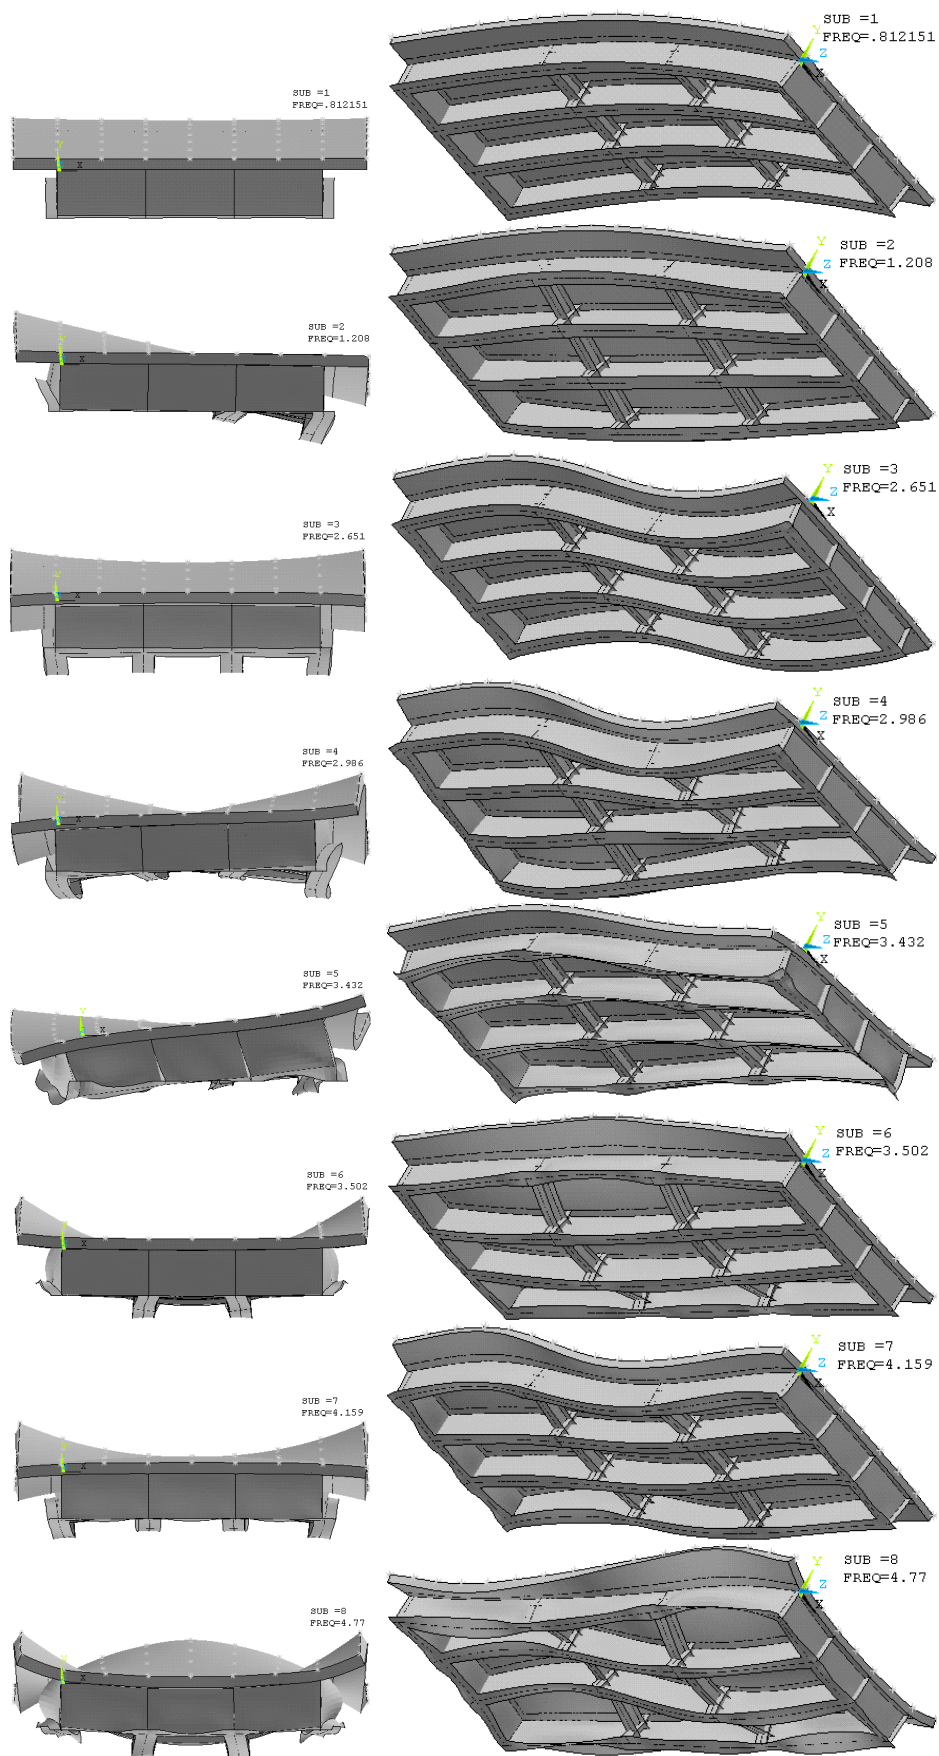 SUB =1
FREQ=.812151
Y
Z
X
SUB =1
FREQ=.812151
Y
X
SUB =2
FREQ=1.208
Y
Z
X
SUB =2
FREQ=1.208
Y
X
SUB =3
FREQ=2.651
Y
Z
X
SUB =3
FREQ=2.651
Y
X
SUB =4
FREQ=2.986
Y
Z
X
SUB =4
FREQ=2.986
Y
X
SUB =5
FREQ=3.432
Y
Z
X
SUB =5
FREQ=3.432
Y
X
SUB =6
FREQ=3.502
Y
Z
X
SUB =6
FREQ=3.502
Y
X
SUB =7
FREQ=4.159
Y
Z
X
SUB =7
FREQ=4.159
Y
X
SUB =8
FREQ=4.77
Y
Z
X
SUB =8
FREQ=4.77
Y
X